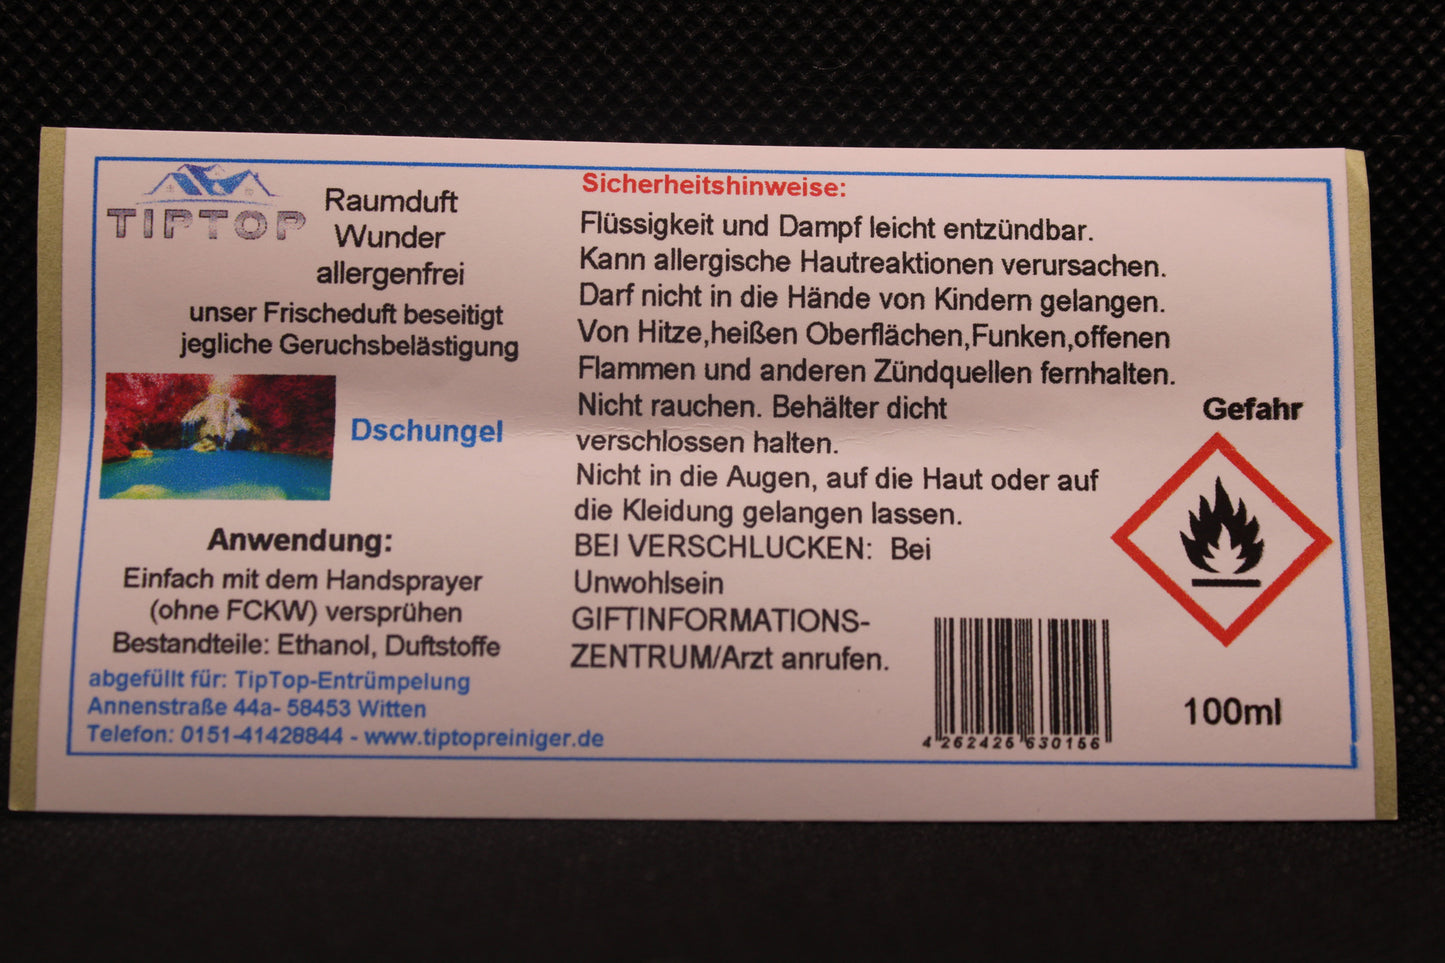 TIPTOP
Raumduft
Wunder
allergenfrei
unser Frischeduft beseitigt
jegliche Geruchsbelästigung
Dschungel
Anwendung:
Einfach mit dem Handsprayer
(ohne FCKW) versprühen
Bestandteile: Ethanol, Duftstoffe
abgefüllt für: TipTop-Entrümpelung
Annenstraße 44a- 58453 Witten
Telefon: 0151-41428844 - www.tiptopreiniger.de
Sicherheitshinweise:
Flüssigkeit und Dampf leicht entzündbar.
Kann allergische Hautreaktionen verursachen.
Darf nicht in die Hände von Kindern gelangen.
Von Hitze,heißen Oberflächen,Funken,offenen
Flammen und anderen Zündquellen fernhalten.
Nicht rauchen. Behälter dicht
verschlossen halten.
Nicht in die Augen, auf die Haut oder auf
die Kleidung gelangen lassen.
BEI VERSCHLUCKEN: Bei
Unwohlsein
GIFTINFORMATIONS-
ZENTRUM/Arzt anrufen.
Gefahr
100ml
4 262426 630156